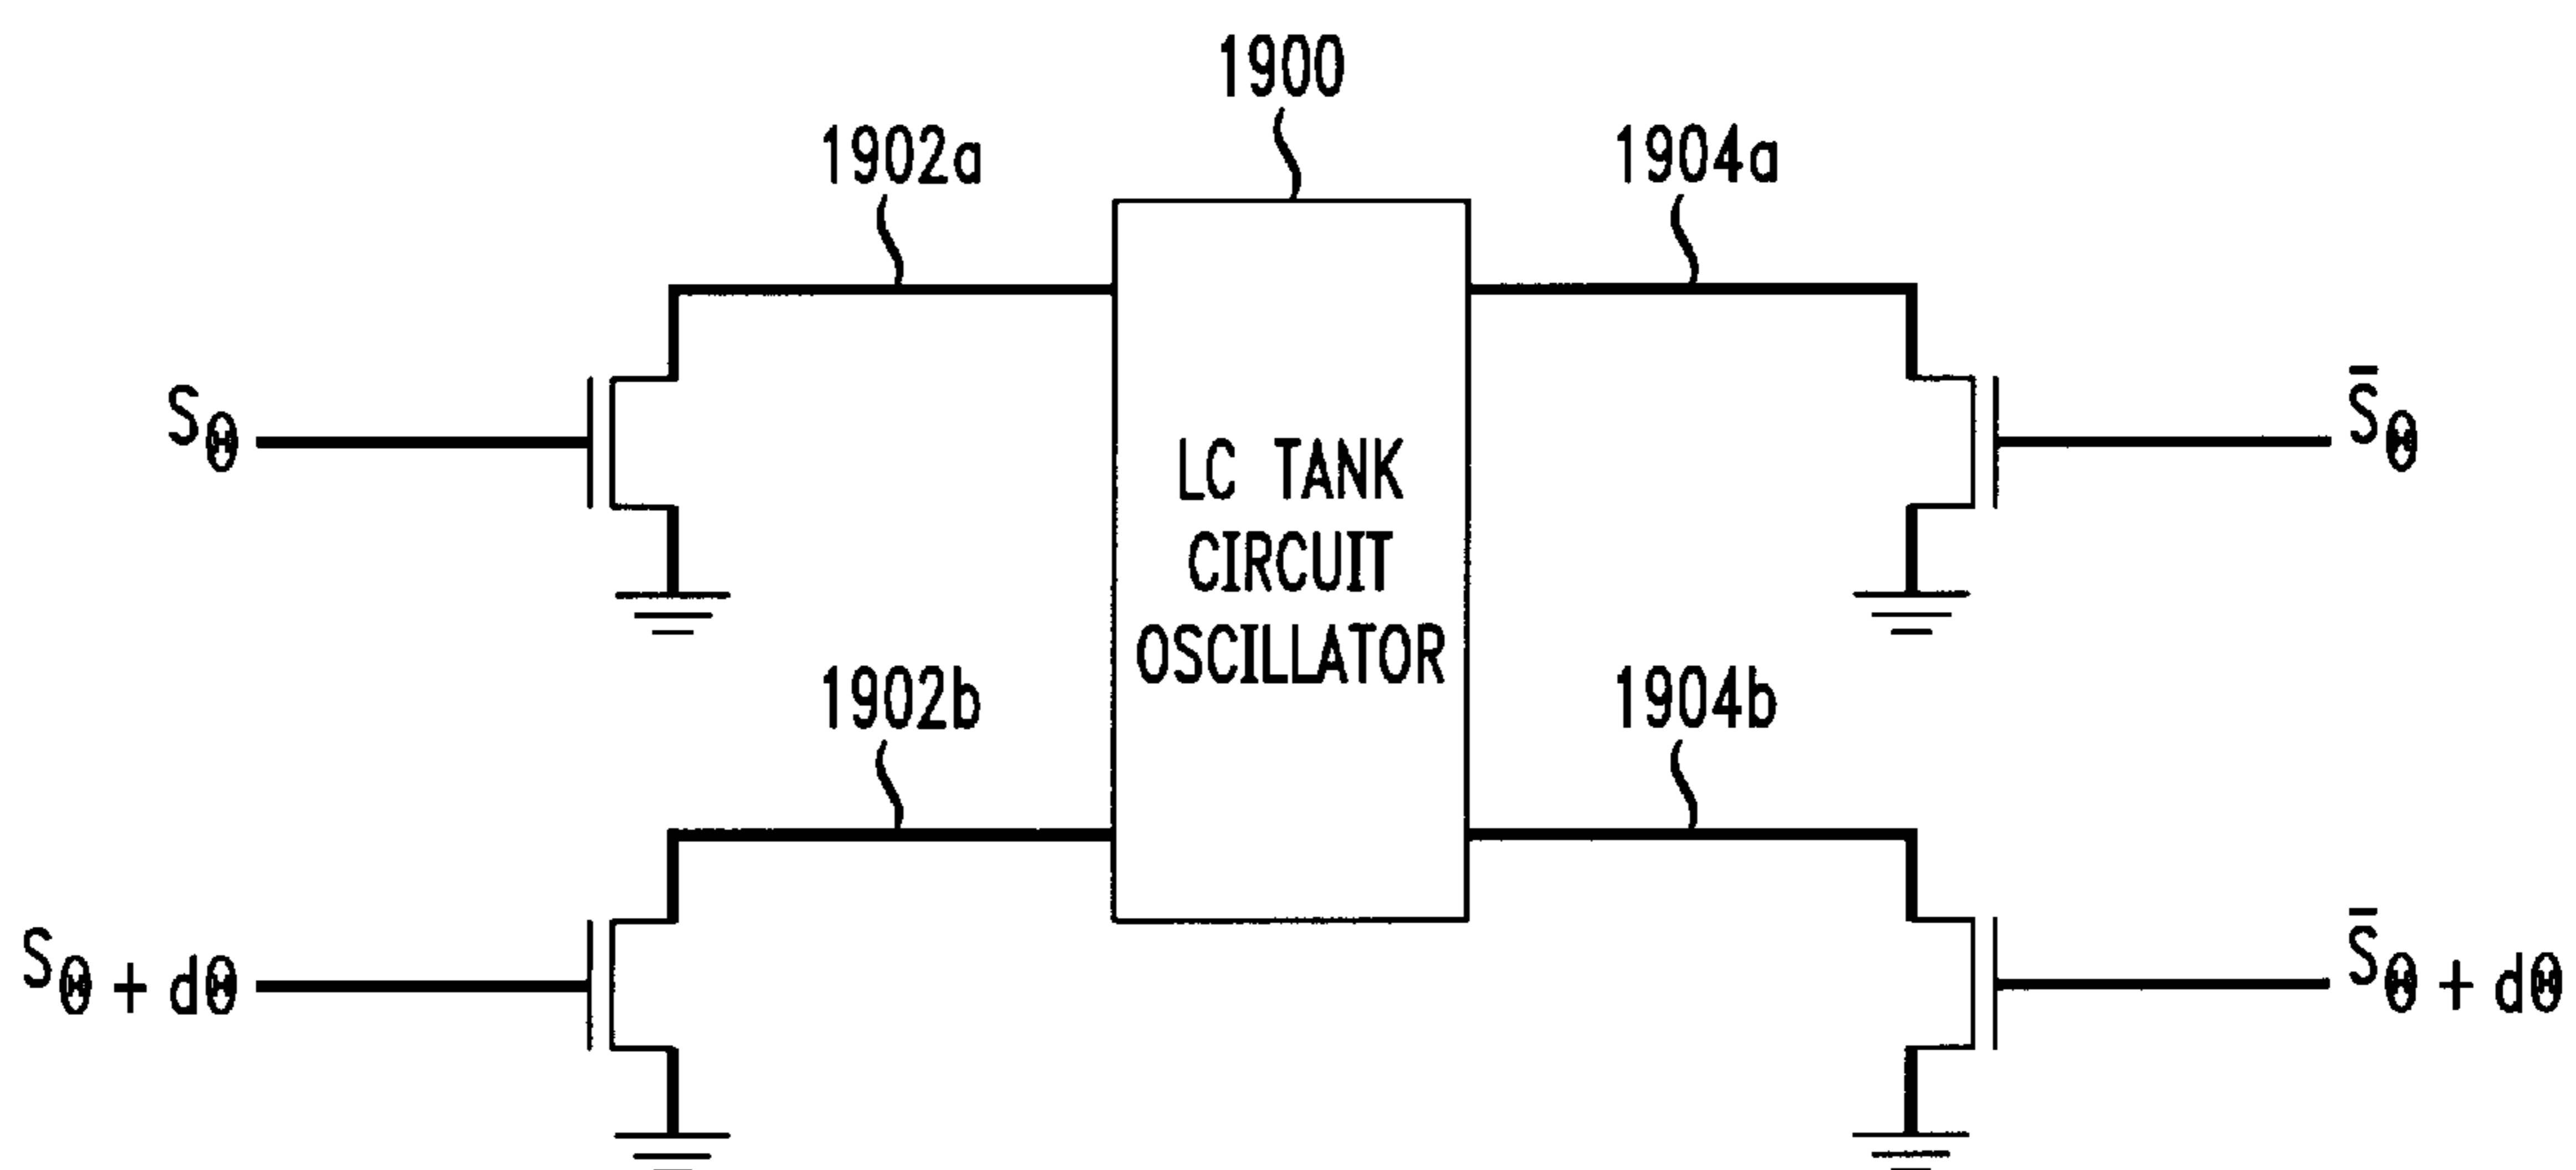 1900
1902a
1904a
SΘ
S̄Θ
LC TANK
CIRCUIT
OSCILLATOR
1902b
1904b
SΘ + dΘ
S̄Θ + dΘ